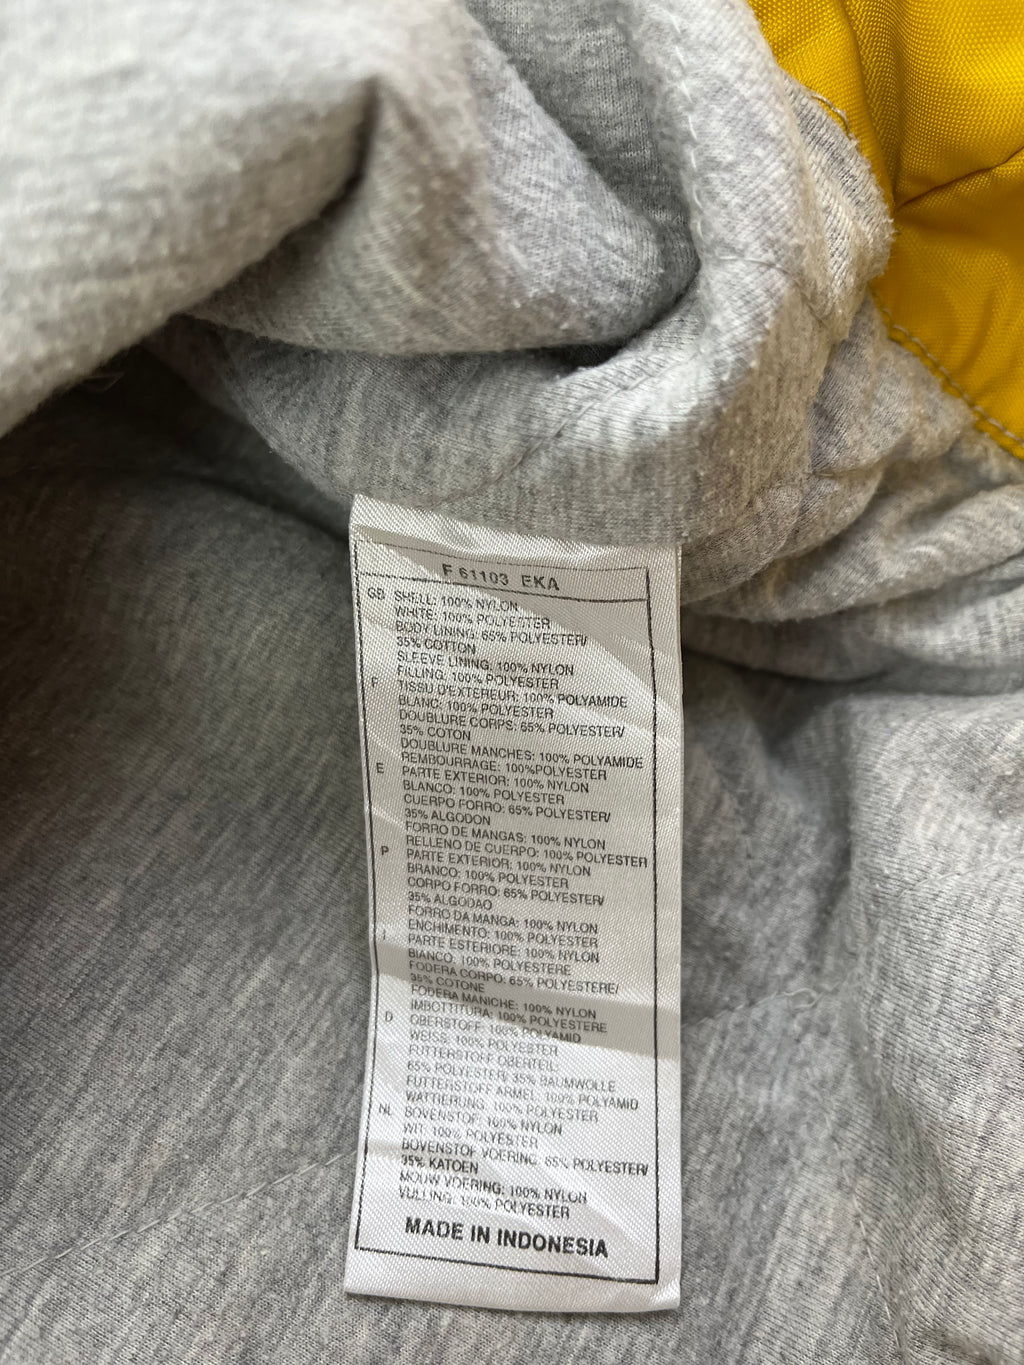 F 61103 EKA
GB SHELL: 100% NYLON
WHITE: 100% POLYESTER
BODY LINING: 65% POLYESTER/
35% COTTON
SLEEVE LINING: 100% NYLON
FILLING: 100% POLYESTER
F TISSU D'EXTEREUR: 100% POLYAMIDE
BLANC: 100% POLYESTER
DOUBLURE CORPS: 65% POLYESTER/
35% COTON
DOUBLURE MANCHES: 100% POLYAMIDE
REMBOURRAGE: 100%POLYESTER
E PARTE EXTERIOR: 100% NYLON
BLANCO: 100% POLYESTER
CUERPO FORRO: 65% POLYESTER/
35% ALGODON
FORRO DE MANGAS: 100% NYLON
RELLENO DE CUERPO: 100% POLYESTER
P PARTE EXTERIOR: 100% NYLON
BRANCO: 100% POLYESTER
CORPO FORRO: 65% POLYESTER/
35% ALGODAO
FORRO DA MANGA: 100% NYLON
ENCHIMENTO: 100% POLYESTER
I PARTE ESTERIORE: 100% NYLON
BIANCO: 100% POLYESTERE
FODERA CORPO: 65% POLYESTERE/
35% COTONE
FODERA MANICHE: 100% NYLON
IMBOTTITURA: 100% POLYESTERE
D OBERSTOFF: 100% POLYAMID
WEISS: 100% POLYESTER
FUTTERSTOFF OBERTEIL:
65% POLYESTER/ 35% BAUMWOLLE
FUTTERSTOFF ARMEL: 100% POLYAMID
WATTIERUNG: 100% POLYESTER
NL BOVENSTOF: 100% NYLON
WIT: 100% POLYESTER
BOVENSTOF VOERING: 65% POLYESTER/
35% KATOEN
MOUW VOERING: 100% NYLON
VULLING: 100% POLYESTER
MADE IN INDONESIA